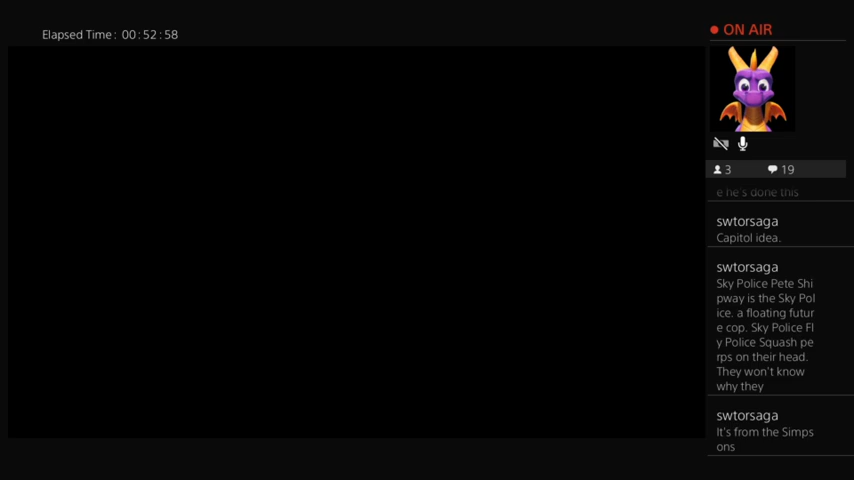 Elapsed Time: 00:52:58
ON AIR
3 19
e he's done this
swtorsaga
Capitol idea.
swtorsaga
Sky Police Pete Shi
pway is the Sky Pol
ice. a floating futur
e cop. Sky Police Fl
y Police Squash pe
rps on their head.
They won't know
why they
swtorsaga
It's from the Simps
ons